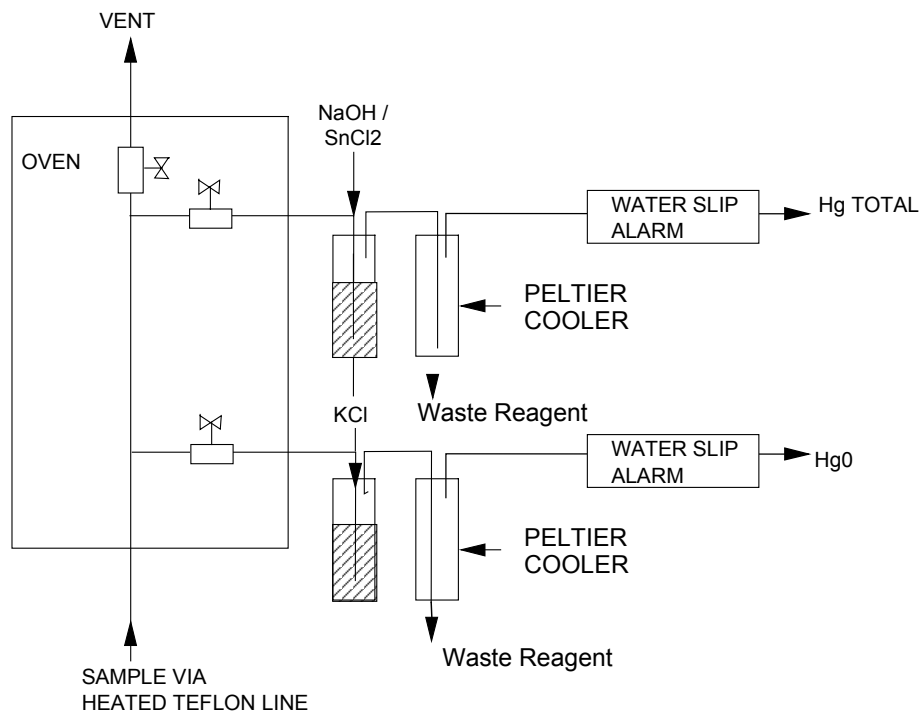 VENT
NaOH /
SnCl2
OVEN
WATER SLIP
ALARM
Hg TOTAL
PELTIER
COOLER
Waste Reagent
KCl
WATER SLIP
ALARM
Hg0
PELTIER
COOLER
Waste Reagent
SAMPLE VIA
HEATED TEFLON LINE